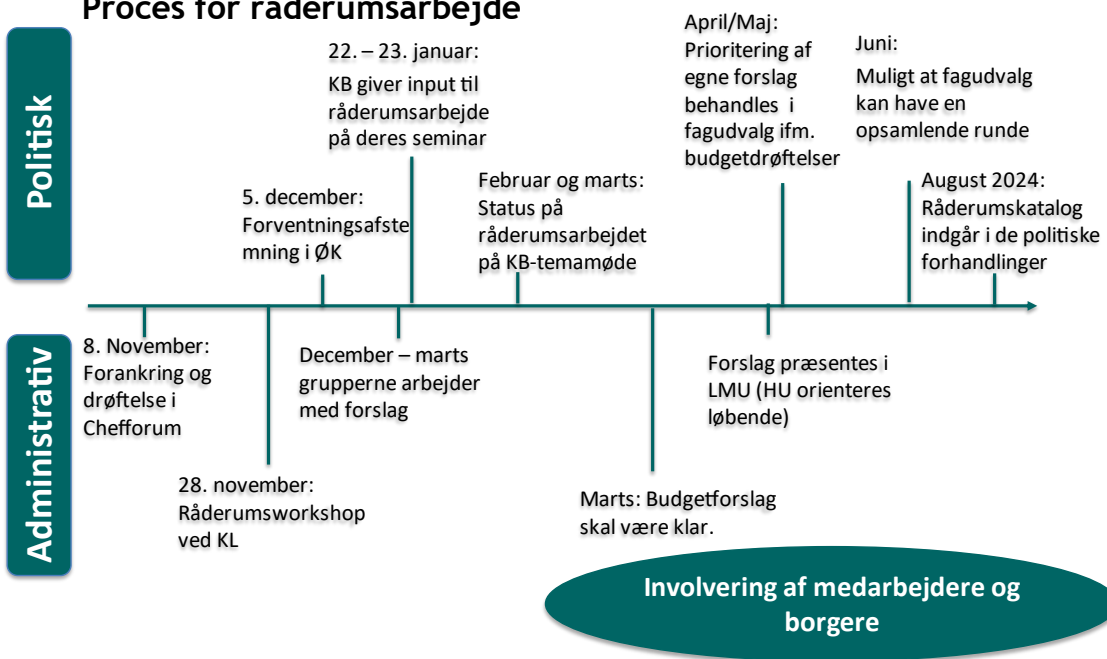 Proces for råderumsarbejde
Politisk
22. – 23. januar:
KB giver input til
råderumsarbejde
på deres seminar
April/Maj:
Prioritering af
egne forslag
behandles i
fagudvalg ifm.
budgetdrøftelser
Juni:
Muligt at fagudvalg
kan have en
opsamlende runde
5. december:
Forventningsafste
mning i ØK
Februar og marts:
Status på
råderumsarbejdet
på KB-temamøde
August 2024:
Råderumskatalog
indgår i de politiske
forhandlinger
Administrativ
8. November:
Forankring og
drøftelse i
Chefforum
December – marts
grupperne arbejder
med forslag
Forslag præsentes i
LMU (HU orienteres
løbende)
28. november:
Råderumsworkshop
ved KL
Marts: Budgetforslag
skal være klar.
Involvering af medarbejdere og
borgere